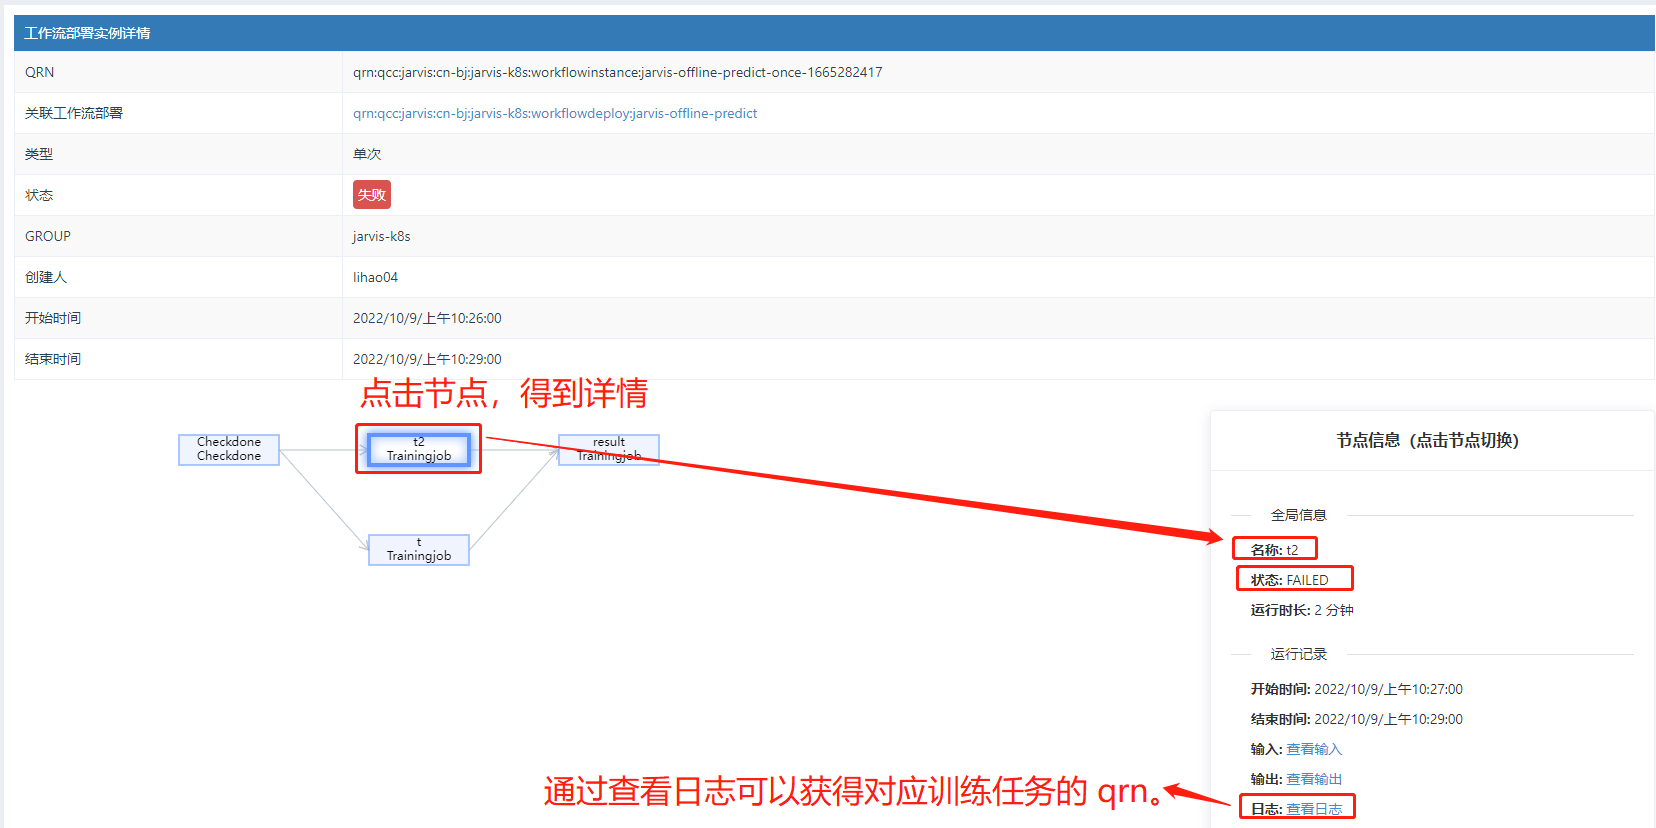 工作流部署实例详情
QRN qrn:qcc:jarvis:cn-bj:jarvis-k8s:workflowinstance:jarvis-offline-predict-once-1665282417
关联工作流部署 qrn:qcc:jarvis:cn-bj:jarvis-k8s:workflowdeploy:jarvis-offline-predict
类型 单次
状态 失败
GROUP jarvis-k8s
创建人 lihao04
开始时间 2022/10/9/上午10:26:00
结束时间 2022/10/9/上午10:29:00
点击节点，得到详情
Checkdone
Checkdone
t2
Trainingjob
result
Trainingjob
t
Trainingjob
节点信息（点击节点切换）
全局信息
名称: t2
状态: FAILED
运行时长: 2 分钟
运行记录
开始时间: 2022/10/9/上午10:27:00
结束时间: 2022/10/9/上午10:29:00
输入: 查看输入
输出: 查看输出
日志: 查看日志
通过查看日志可以获得对应训练任务的 qrn。